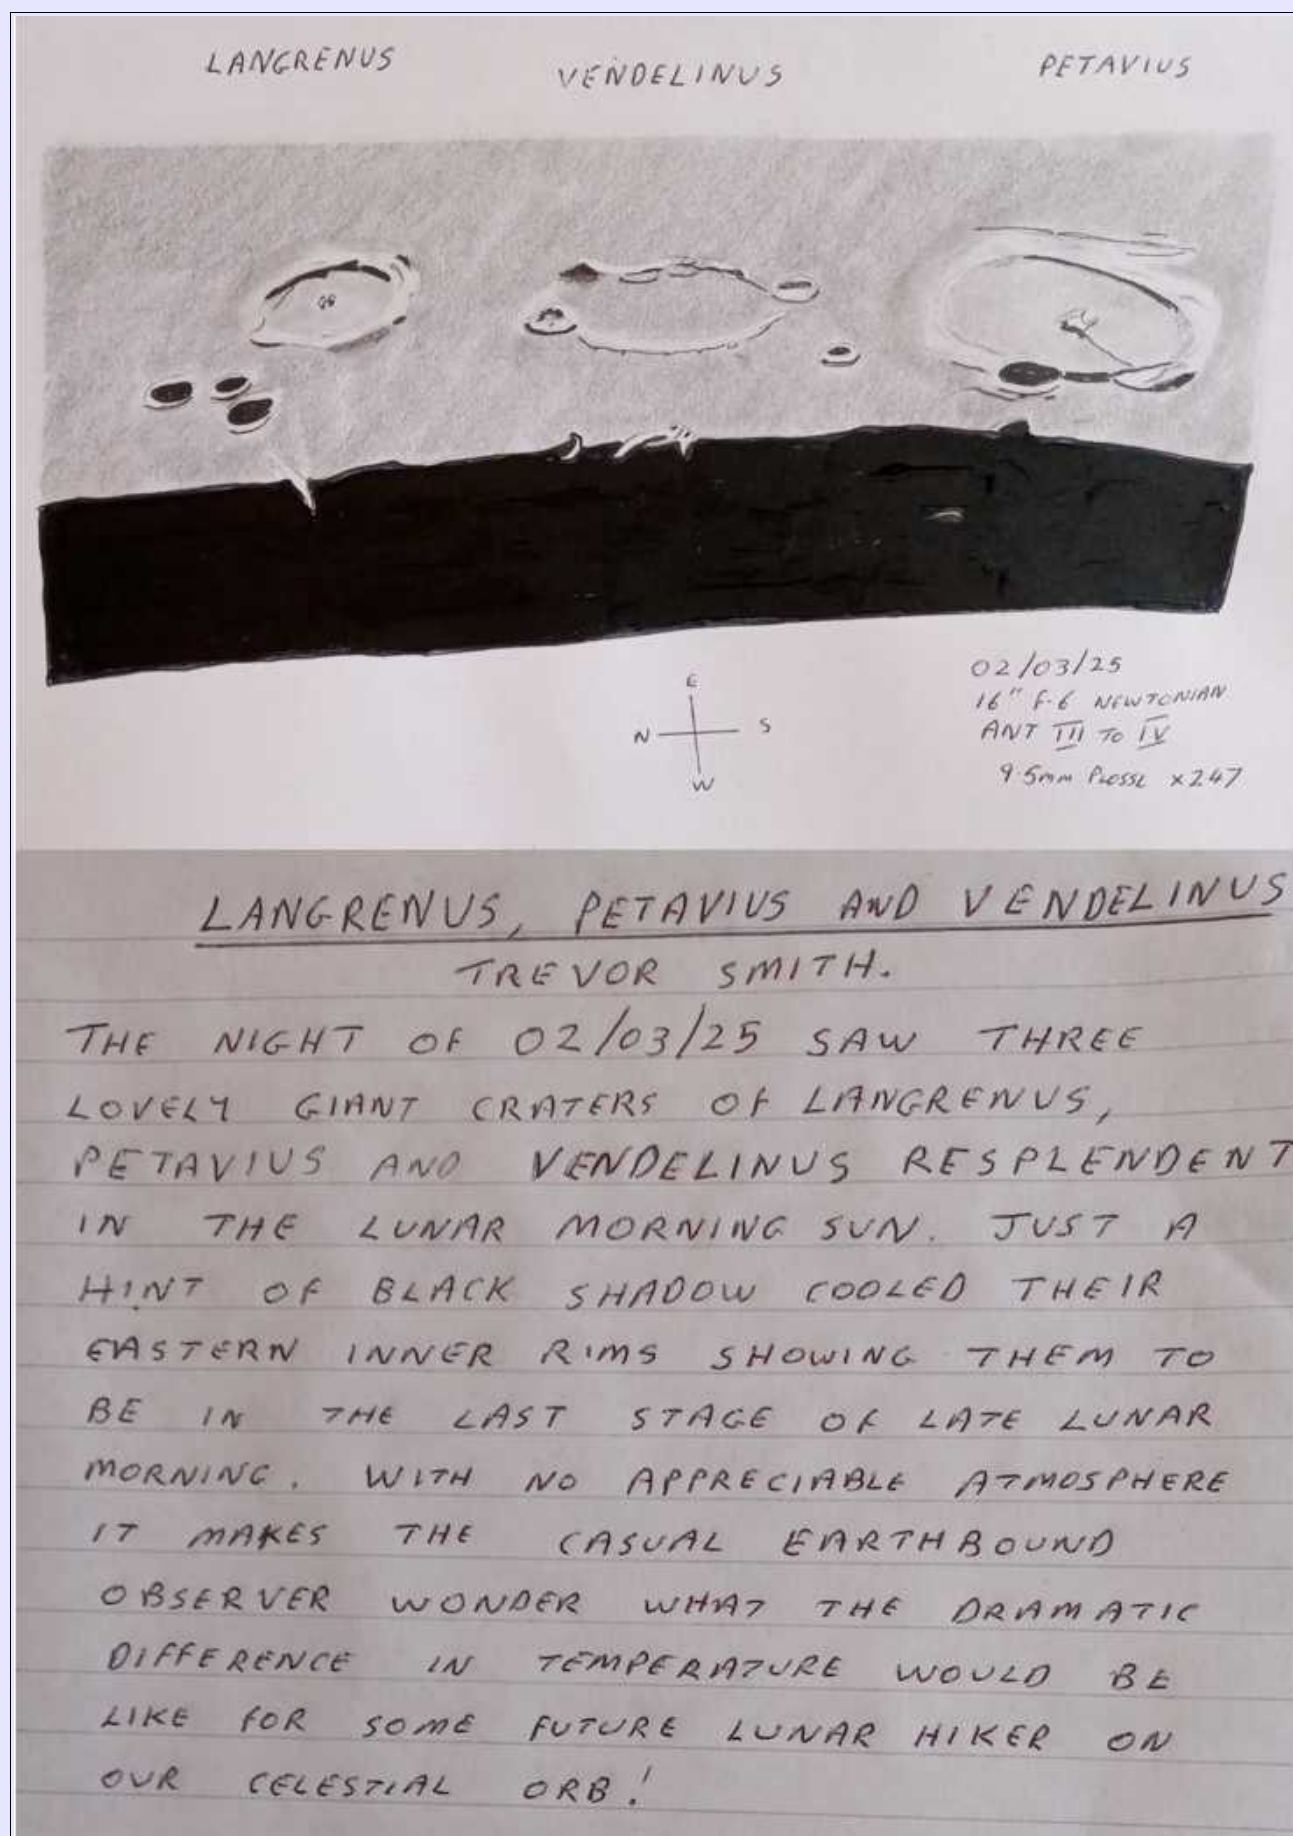 LANGRENUS VENDELINUS PETAVIUS
E
N S
W
02/03/25
16" F-6 NEWTONIAN
ANT III TO IV
9.5mm PLOSSL x247
LANGRENUS, PETAVIUS AND VENDELINUS
TREVOR SMITH.
THE NIGHT OF 02/03/25 SAW THREE
LOVELY GIANT CRATERS OF LANGRENUS,
PETAVIUS AND VENDELINUS RESPLENDENT
IN THE LUNAR MORNING SUN. JUST A
HINT OF BLACK SHADOW COOLED THEIR
EASTERN INNER RIMS SHOWING THEM TO
BE IN THE LAST STAGE OF LATE LUNAR
MORNING. WITH NO APPRECIABLE ATMOSPHERE
IT MAKES THE CASUAL EARTHBOUND
OBSERVER WONDER WHAT THE DRAMATIC
DIFFERENCE IN TEMPERATURE WOULD BE
LIKE FOR SOME FUTURE LUNAR HIKER ON
OUR CELESTIAL ORB!